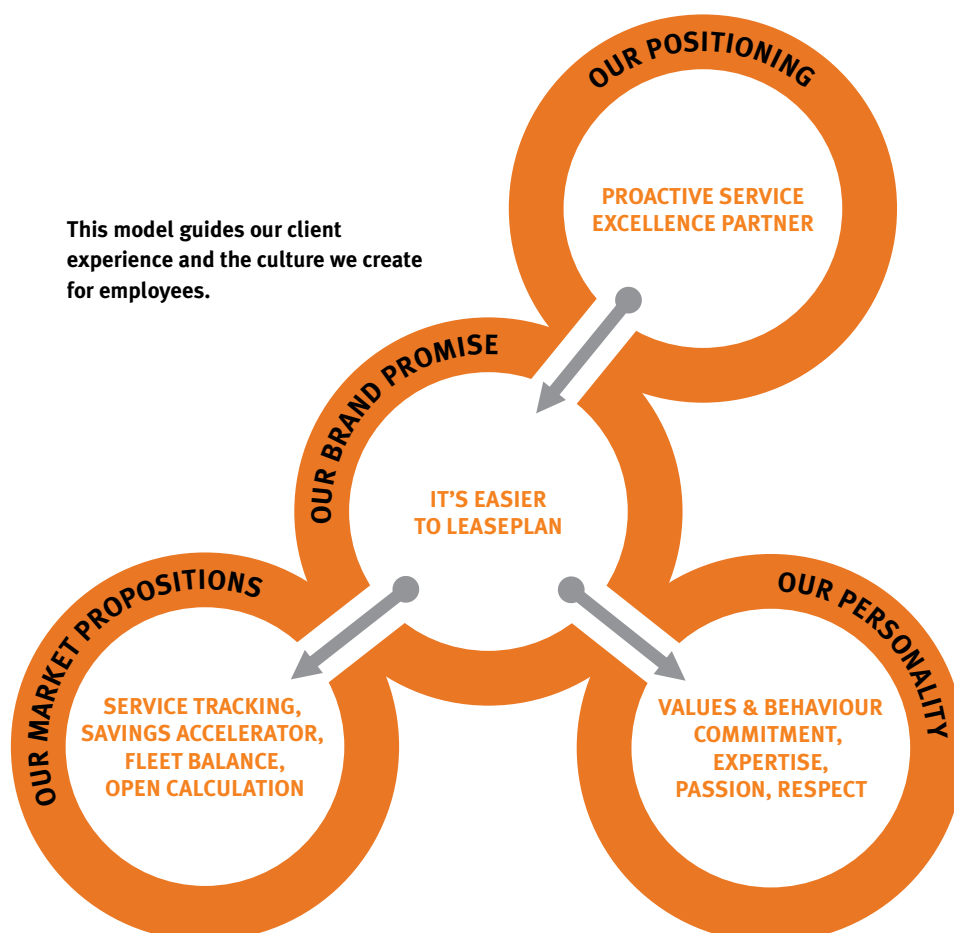 OUR POSITIONING
PROACTIVE SERVICE
EXCELLENCE PARTNER
This model guides our client
experience and the culture we create
for employees.
OUR BRAND PROMISE
IT'S EASIER
TO LEASEPLAN
OUR MARKET PROPOSITIONS
SERVICE TRACKING,
SAVINGS ACCELERATOR,
FLEET BALANCE,
OPEN CALCULATION
OUR PERSONALITY
VALUES & BEHAVIOUR
COMMITMENT,
EXPERTISE,
PASSION, RESPECT